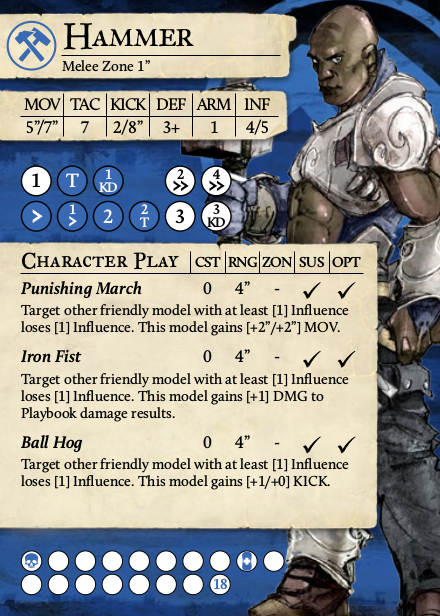 HAMMER
Melee Zone 1”
MOV TAC KICK DEF ARM INF
5”/7” 7 2/8” 3+ 1 4/5
1 T 1 KD 2 >> 4 >>
> 1 > 2 2 T 3 3 KD
CHARACTER PLAY CST RNG ZON SUS OPT
Punishing March 0 4” - ✓ ✓
Target other friendly model with at least [1] Influence
loses [1] Influence. This model gains [+2”/+2”] MOV.
Iron Fist 0 4” - ✓ ✓
Target other friendly model with at least [1] Influence
loses [1] Influence. This model gains [+1] DMG to
Playbook damage results.
Ball Hog 0 4” - ✓ ✓
Target other friendly model with at least [1] Influence
loses [1] Influence. This model gains [+1/+0] KICK.
18